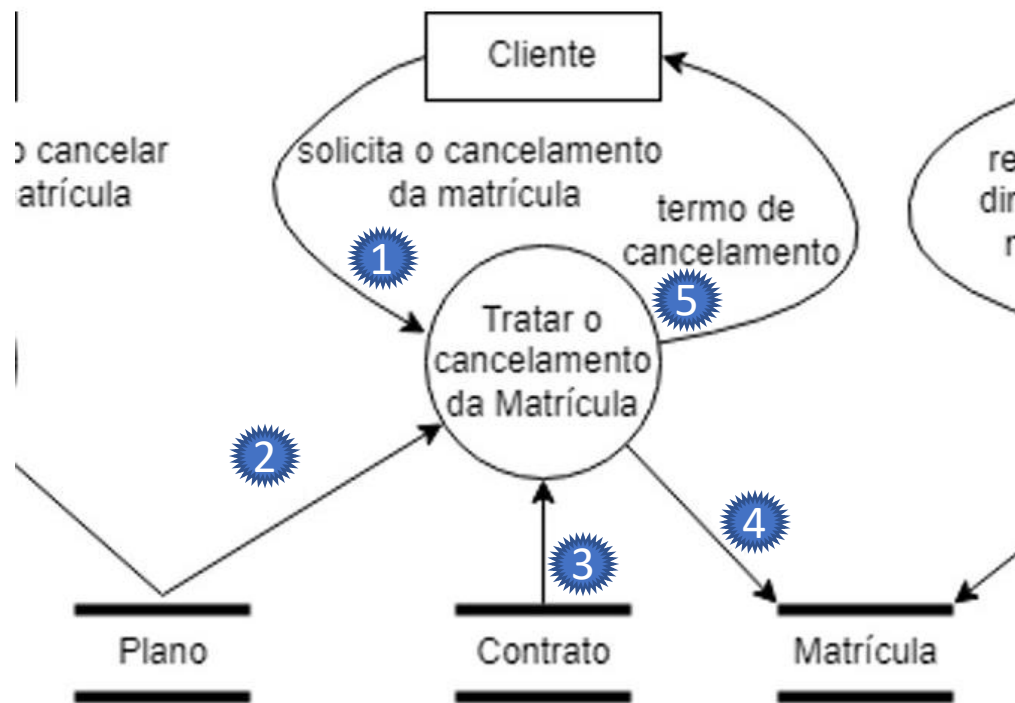 Cliente
cancelar
solicita o cancelamento
da matrícula
termo de
cancelamento
1
5
Tratar o
cancelamento
da Matrícula
2
4
3
Plano
Contrato
Matrícula